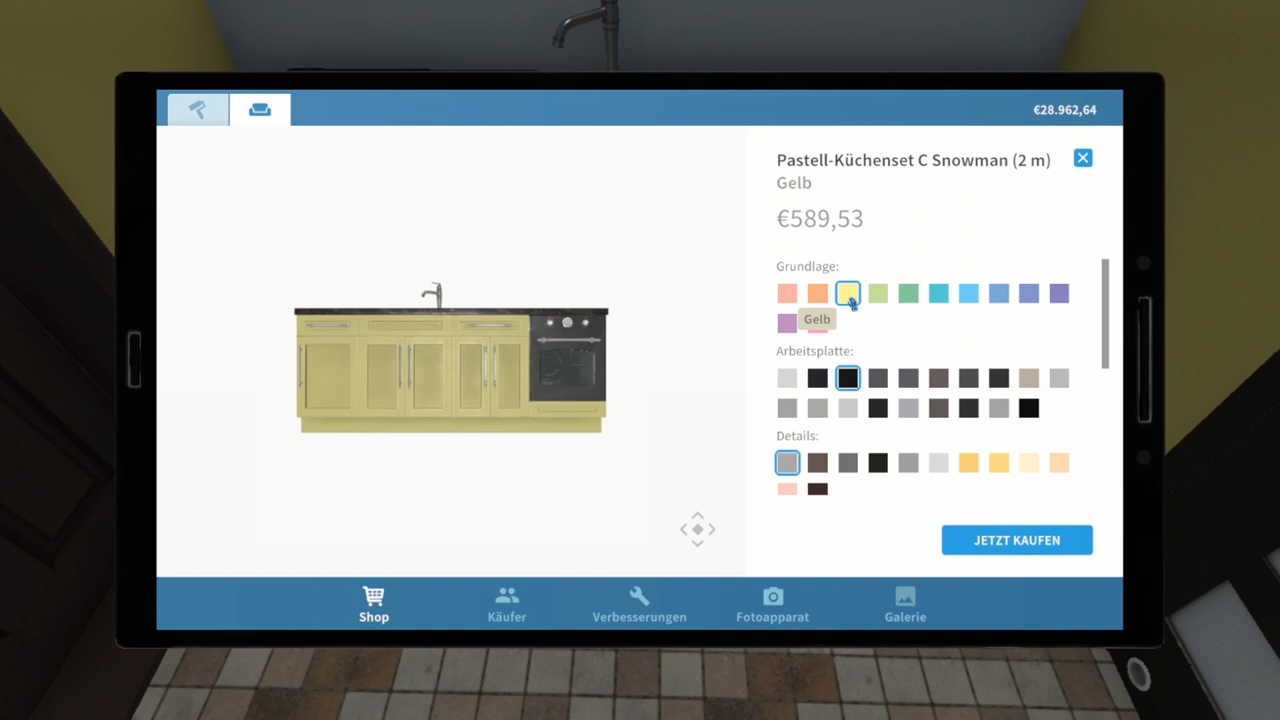 €28.962,64
Pastell-Küchenset C Snowman (2 m)
Gelb
€589,53
Grundlage:
Gelb
Arbeitsplatte:
Details:
JETZT KAUFEN
Shop
Käufer
Verbesserungen
Fotoapparat
Galerie